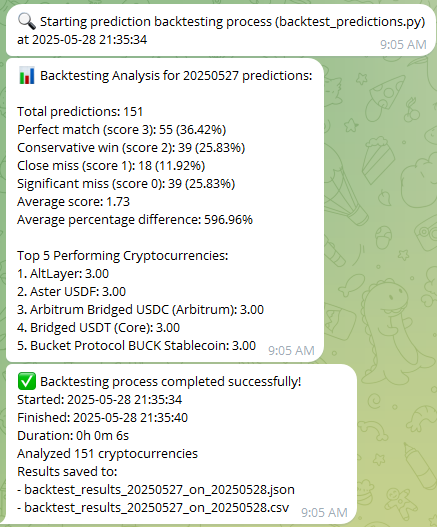 🔍 Starting prediction backtesting process (backtest_predictions.py)
at 2025-05-28 21:35:34
9:05 AM
📊 Backtesting Analysis for 20250527 predictions:
Total predictions: 151
Perfect match (score 3): 55 (36.42%)
Conservative win (score 2): 39 (25.83%)
Close miss (score 1): 18 (11.92%)
Significant miss (score 0): 39 (25.83%)
Average score: 1.73
Average percentage difference: 596.96%
Top 5 Performing Cryptocurrencies:
1. AltLayer: 3.00
2. Aster USDF: 3.00
3. Arbitrum Bridged USDC (Arbitrum): 3.00
4. Bridged USDT (Core): 3.00
5. Bucket Protocol BUCK Stablecoin: 3.00
9:05 AM
✅ Backtesting process completed successfully!
Started: 2025-05-28 21:35:34
Finished: 2025-05-28 21:35:40
Duration: 0h 0m 6s
Analyzed 151 cryptocurrencies
Results saved to:
- backtest_results_20250527_on_20250528.json
- backtest_results_20250527_on_20250528.csv
9:05 AM